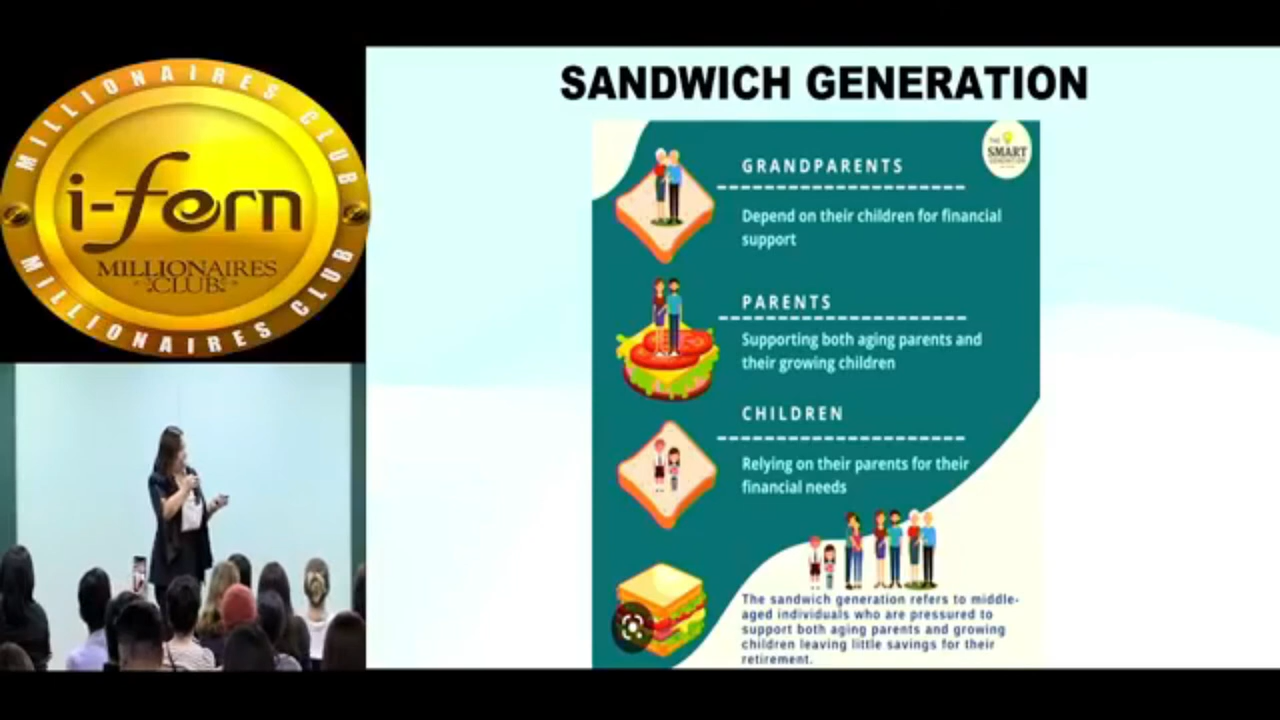 MILLIONAIRES CLUB
i-fern
MILLIONAIRES
CLUB
MILLIONAIRES CLUB
SANDWICH GENERATION
THE
SMART
GENERATION
GRANDPARENTS
Depend on their children for financial
support
PARENTS
Supporting both aging parents and
their growing children
CHILDREN
Relying on their parents for their
financial needs
The sandwich generation refers to middle-
aged individuals who are pressured to
support both aging parents and growing
children leaving little savings for their
retirement.